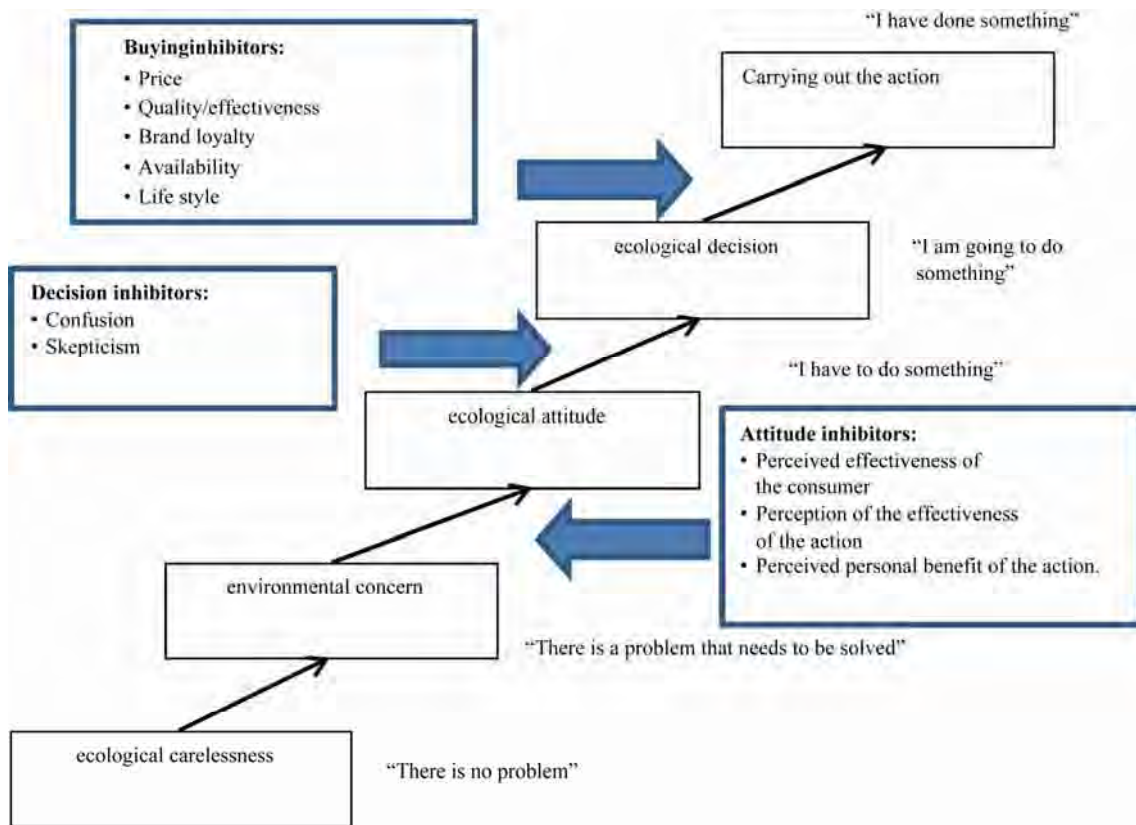 “I have done something”
Buyinginhibitors:
• Price
• Quality/effectiveness
• Brand loyalty
• Availability
• Life style
Carrying out the action
ecological decision
“I am going to do
something”
Decision inhibitors:
• Confusion
• Skepticism
“I have to do something”
ecological attitude
Attitude inhibitors:
• Perceived effectiveness of
the consumer
• Perception of the effectiveness
of the action
• Perceived personal benefit of the action.
environmental concern
“There is a problem that needs to be solved”
ecological carelessness
“There is no problem”